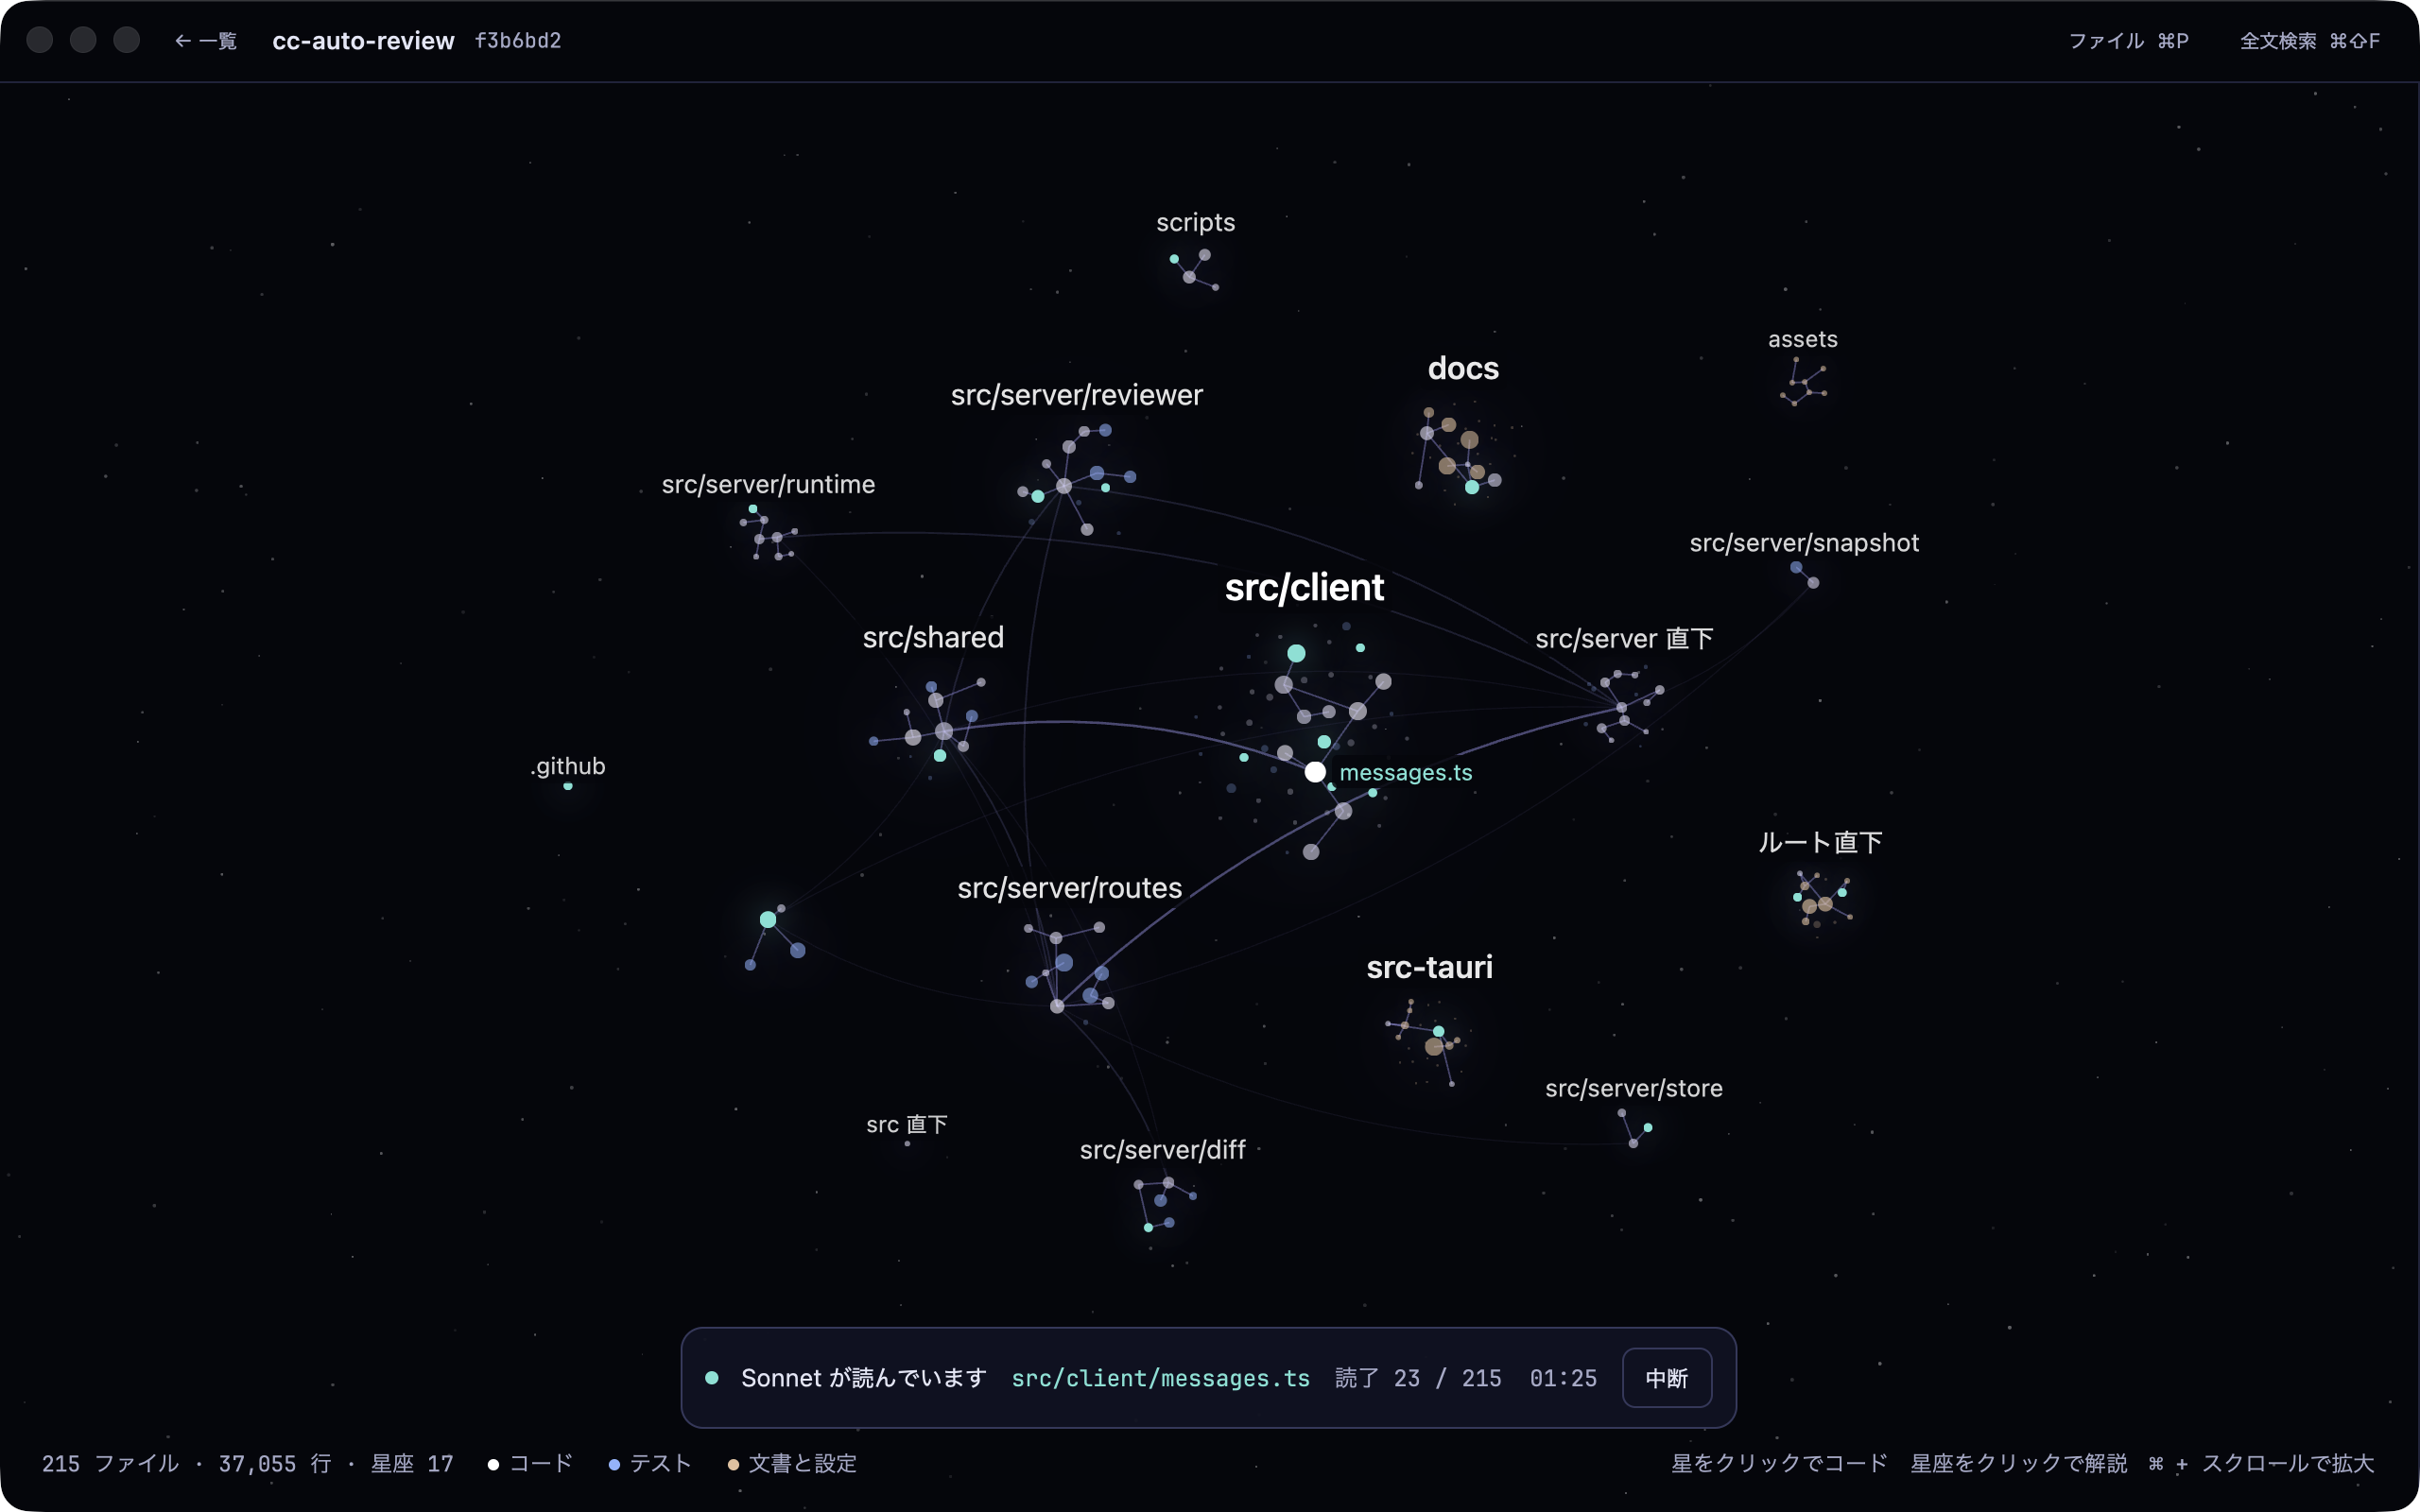 ← 一覧 cc-auto-review f3b6bd2 ファイル ⌘P 全文検索 ⌘⇧F
scripts
assets
docs
src/server/reviewer
src/server/runtime
src/server/snapshot
src/client
src/shared
src/server 直下
.github
messages.ts
ルート直下
src/server/routes
src-tauri
src/server/store
src 直下
src/server/diff
Sonnet が読んでいます src/client/messages.ts 読了 23 / 215 01:25 中断
215 ファイル · 37,055 行 · 星座 17 コード テスト 文書と設定 星をクリックでコード 星座をクリックで解説 ⌘ + スクロールで拡大